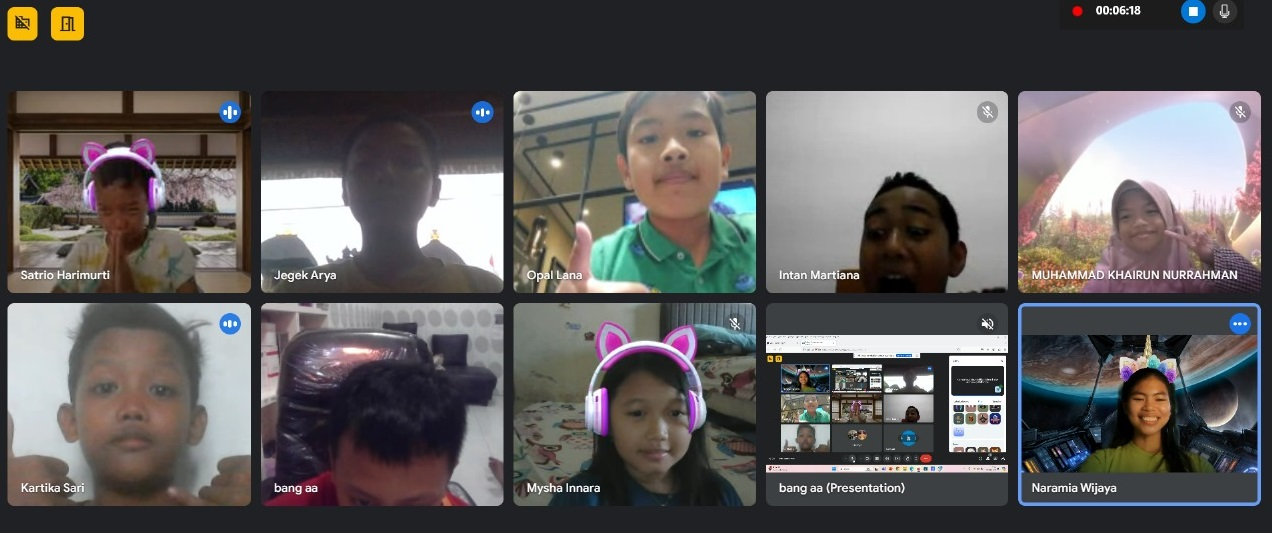 00:06:18
Satrio Harimurti
Jegek Arya
Opal Lana
Intan Martiana
MUHAMMAD KHAIRUN NURRAHMAN
Kartika Sari
bang aa
Mysha Innara
bang aa (Presentation)
Naramia Wijaya